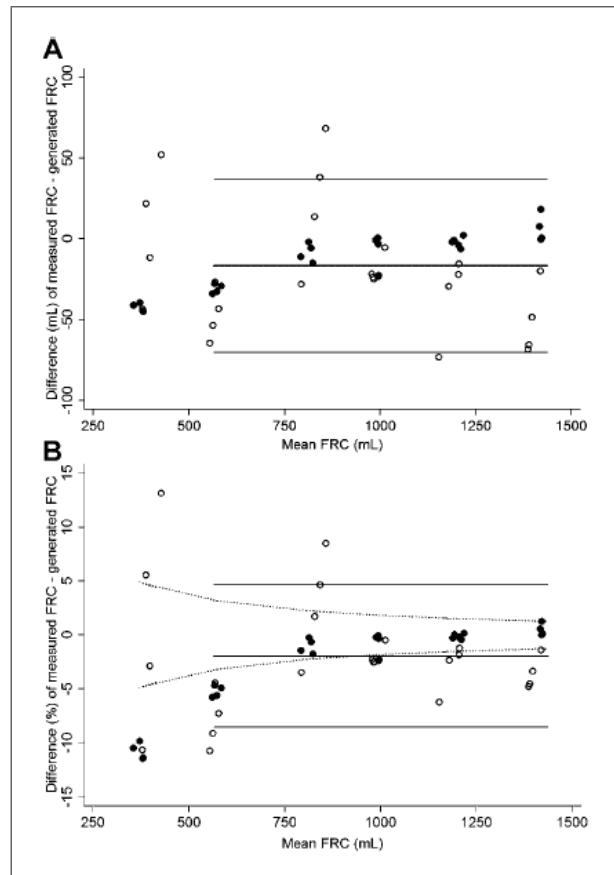 A
Difference (mL) of measured FRC - generated FRC
100
50
0
-50
-100
250 500 750 1000 1250 1500
Mean FRC (mL)
B
Difference (%) of measured FRC - generated FRC
15
10
5
0
-5
-10
-15
250 500 750 1000 1250 1500
Mean FRC (mL)